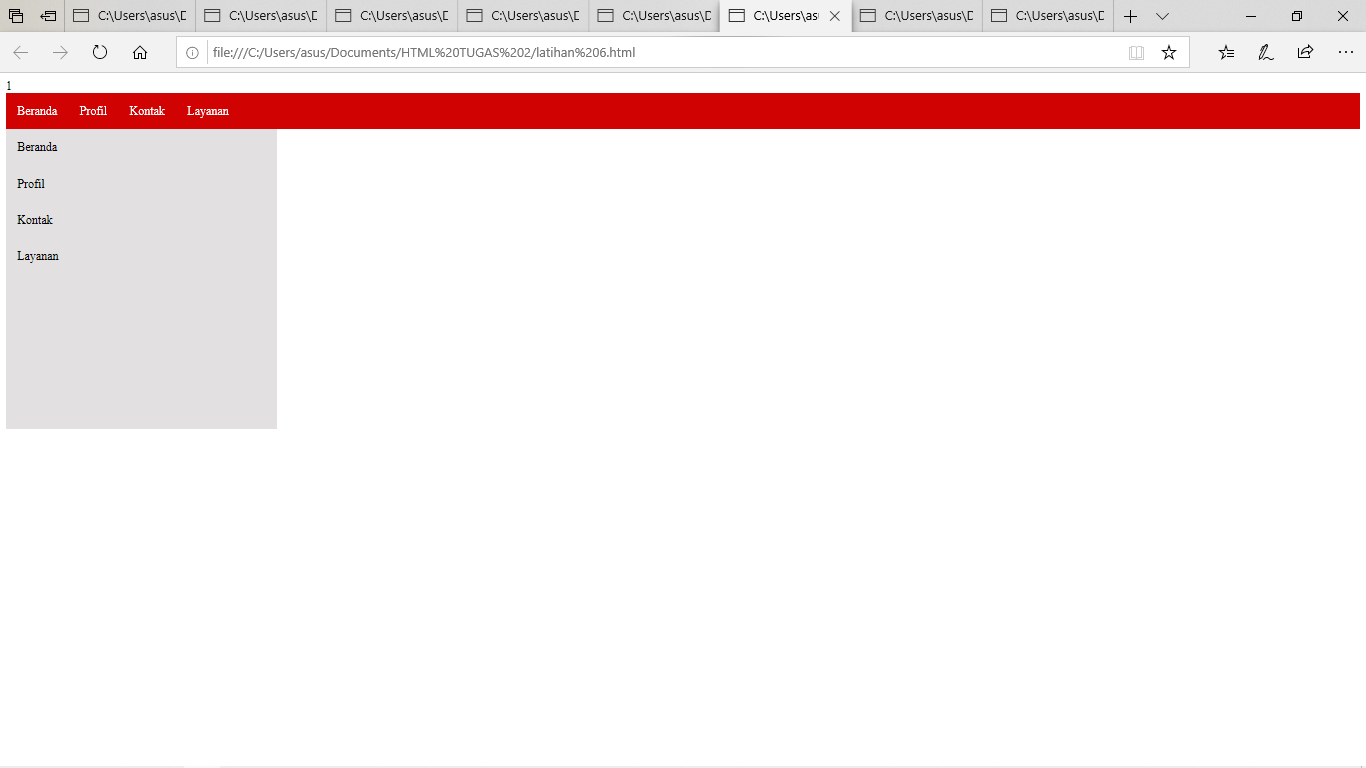 C:\Users\asus\D C:\Users\asus\D C:\Users\asus\D C:\Users\asus\D C:\Users\asus\D C:\Users\as C:\Users\asus\D C:\Users\asus\D
file:///C:/Users/asus/Documents/HTML%20TUGAS%202/latihan%206.html
1
Beranda Profil Kontak Layanan
Beranda
Profil
Kontak
Layanan